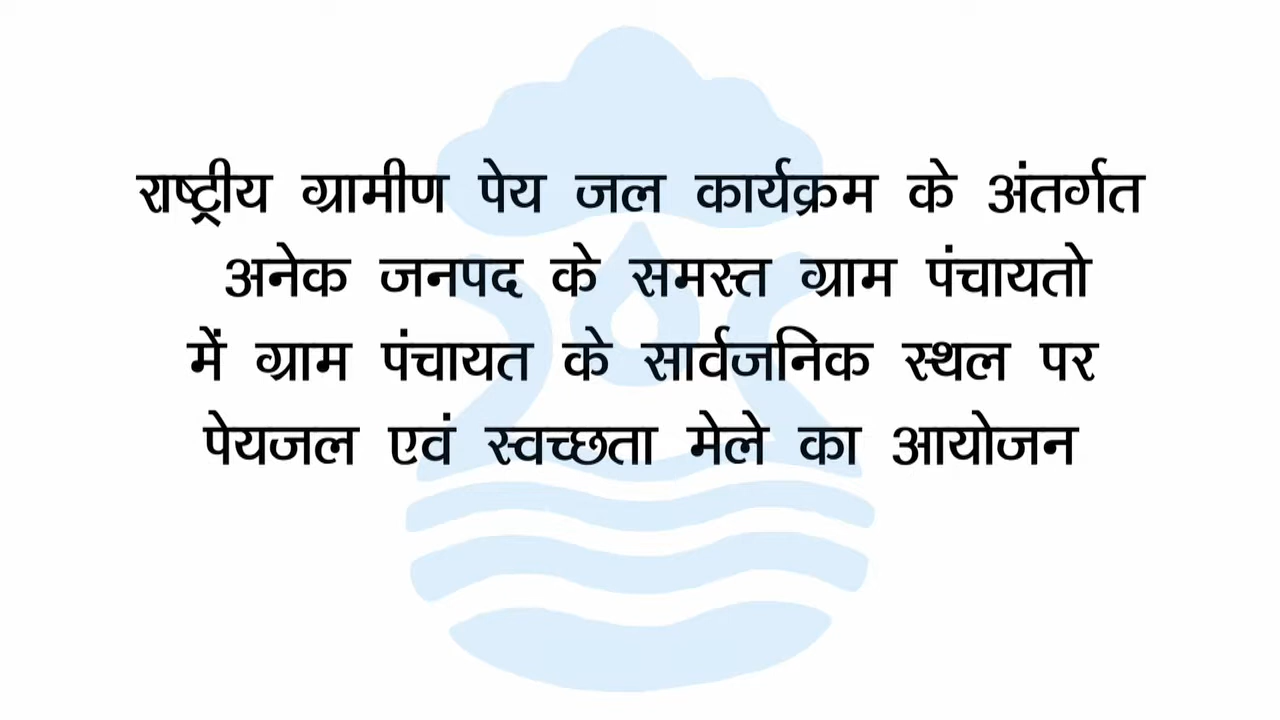 राष्ट्रीय ग्रामीण पेय जल कार्यक्रम के अंतर्गत
अनेक जनपद के समस्त ग्राम पंचायतो
में ग्राम पंचायत के सार्वजनिक स्थल पर
पेयजल एवं स्वच्छता मेले का आयोजन